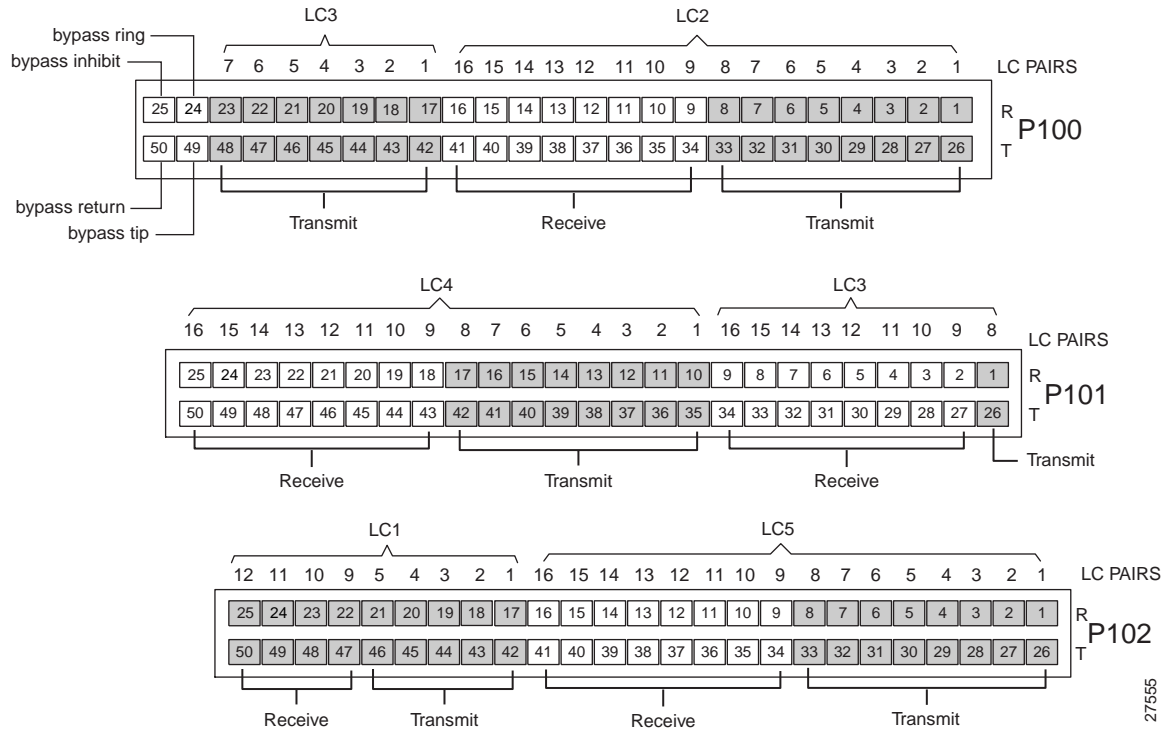 LC3 LC2
bypass ring
bypass inhibit
7 6 5 4 3 2 1 16 15 14 13 12 11 10 9 8 7 6 5 4 3 2 1 LC PAIRS
25 24 23 22 21 20 19 18 17 16 15 14 13 12 11 10 9 8 7 6 5 4 3 2 1 R
P100
50 49 48 47 46 45 44 43 42 41 40 39 38 37 36 35 34 33 32 31 30 29 28 27 26 T
bypass return
bypass tip
Transmit Receive Transmit
LC4 LC3
16 15 14 13 12 11 10 9 8 7 6 5 4 3 2 1 16 15 14 13 12 11 10 9 8
LC PAIRS
25 24 23 22 21 20 19 18 17 16 15 14 13 12 11 10 9 8 7 6 5 4 3 2 1 R
P101
50 49 48 47 46 45 44 43 42 41 40 39 38 37 36 35 34 33 32 31 30 29 28 27 26 T
Transmit
Receive Transmit Receive
LC1 LC5
12 11 10 9 5 4 3 2 1 16 15 14 13 12 11 10 9 8 7 6 5 4 3 2 1 LC PAIRS
25 24 23 22 21 20 19 18 17 16 15 14 13 12 11 10 9 8 7 6 5 4 3 2 1 R
P102
50 49 48 47 46 45 44 43 42 41 40 39 38 37 36 35 34 33 32 31 30 29 28 27 26 T
Receive Transmit Receive Transmit
27555